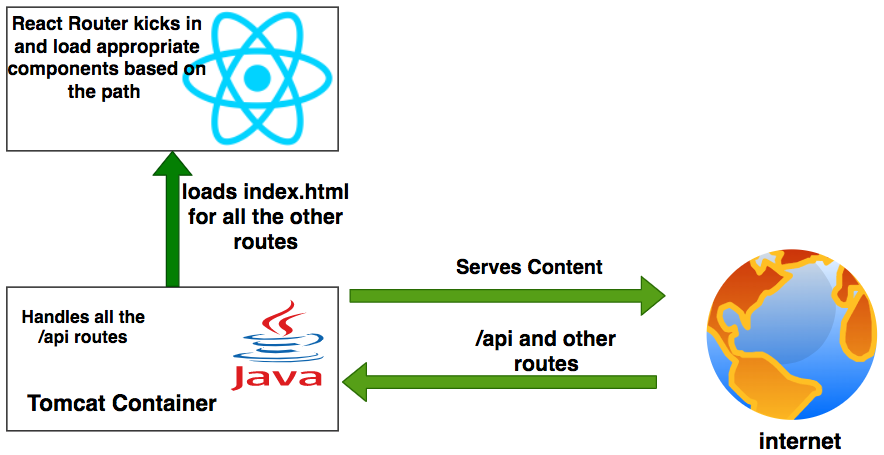 React Router kicks in
and load appropriate
components based on
the path
loads index.html
for all the other
routes
Serves Content
Handles all the
/api routes
Java
Tomcat Container
/api and other
routes
internet